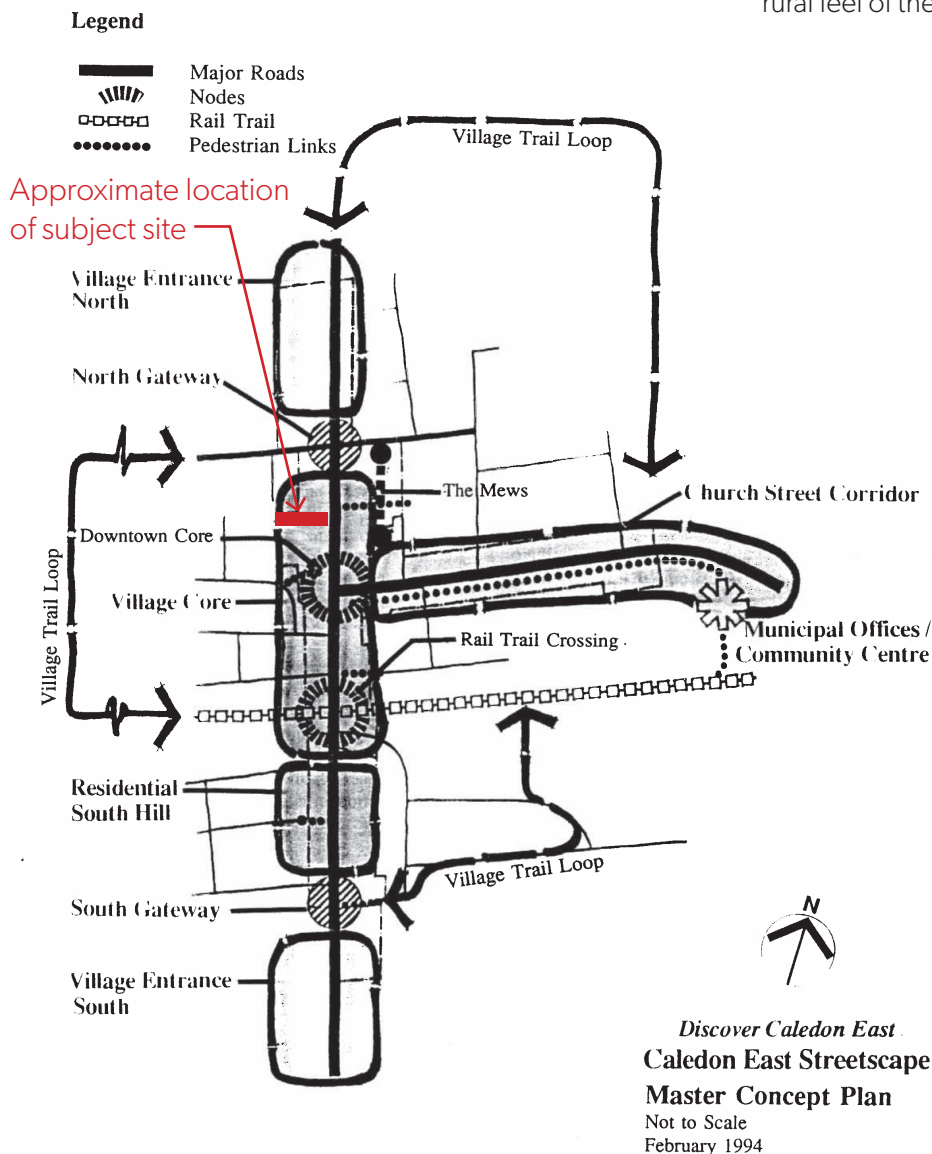 rural feel of the
Legend
Major Roads
Nodes
Rail Trail
Pedestrian Links
Village Trail Loop
Approximate location
of subject site
Village Entrance
North
North Gateway
The Mews
Church Street Corridor
Downtown Core
Village Core
Village Trail Loop
Rail Trail Crossing
Municipal Offices /
Community Centre
Residential
South Hill
Village Trail Loop
South Gateway
N
Village Entrance
South
Discover Caledon East
Caledon East Streetscape
Master Concept Plan
Not to Scale
February 1994